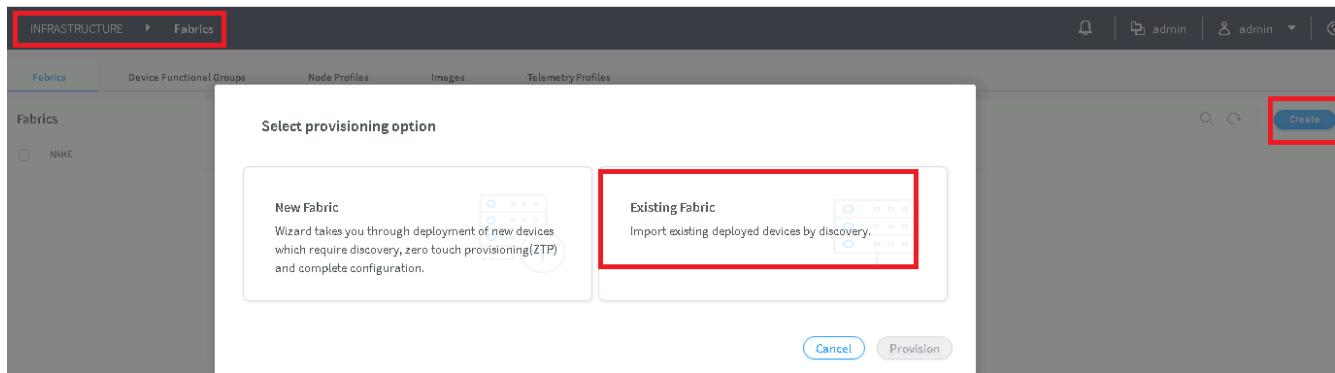 INFRASTRUCTURE Fabrics
admin admin
Fabrics Device Functional Groups Node Profiles Images Telemetry Profiles
Fabrics
Create
NAME
Select provisioning option
New Fabric
Wizard takes you through deployment of new devices
which require discovery, zero touch provisioning(ZTP)
and complete configuration.
Existing Fabric
Import existing deployed devices by discovery.
Cancel Provision